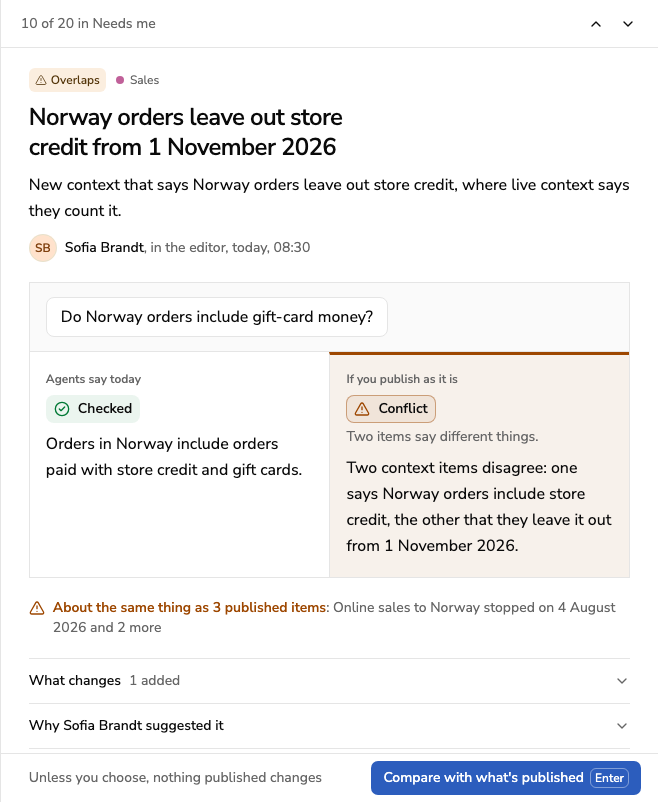 10 of 20 in Needs me
Overlaps
Sales
Norway orders leave out store
credit from 1 November 2026
New context that says Norway orders leave out store credit, where live context says
they count it.
SB
Sofia Brandt, in the editor, today, 08:30
Do Norway orders include gift-card money?
Agents say today
Checked
Orders in Norway include orders
paid with store credit and gift cards.
If you publish as it is
Conflict
Two items say different things.
Two context items disagree: one
says Norway orders include store
credit, the other that they leave it out
from 1 November 2026.
About the same thing as 3 published items: Online sales to Norway stopped on 4 August
2026 and 2 more
What changes 1 added
Why Sofia Brandt suggested it
Unless you choose, nothing published changes
Compare with what's published Enter